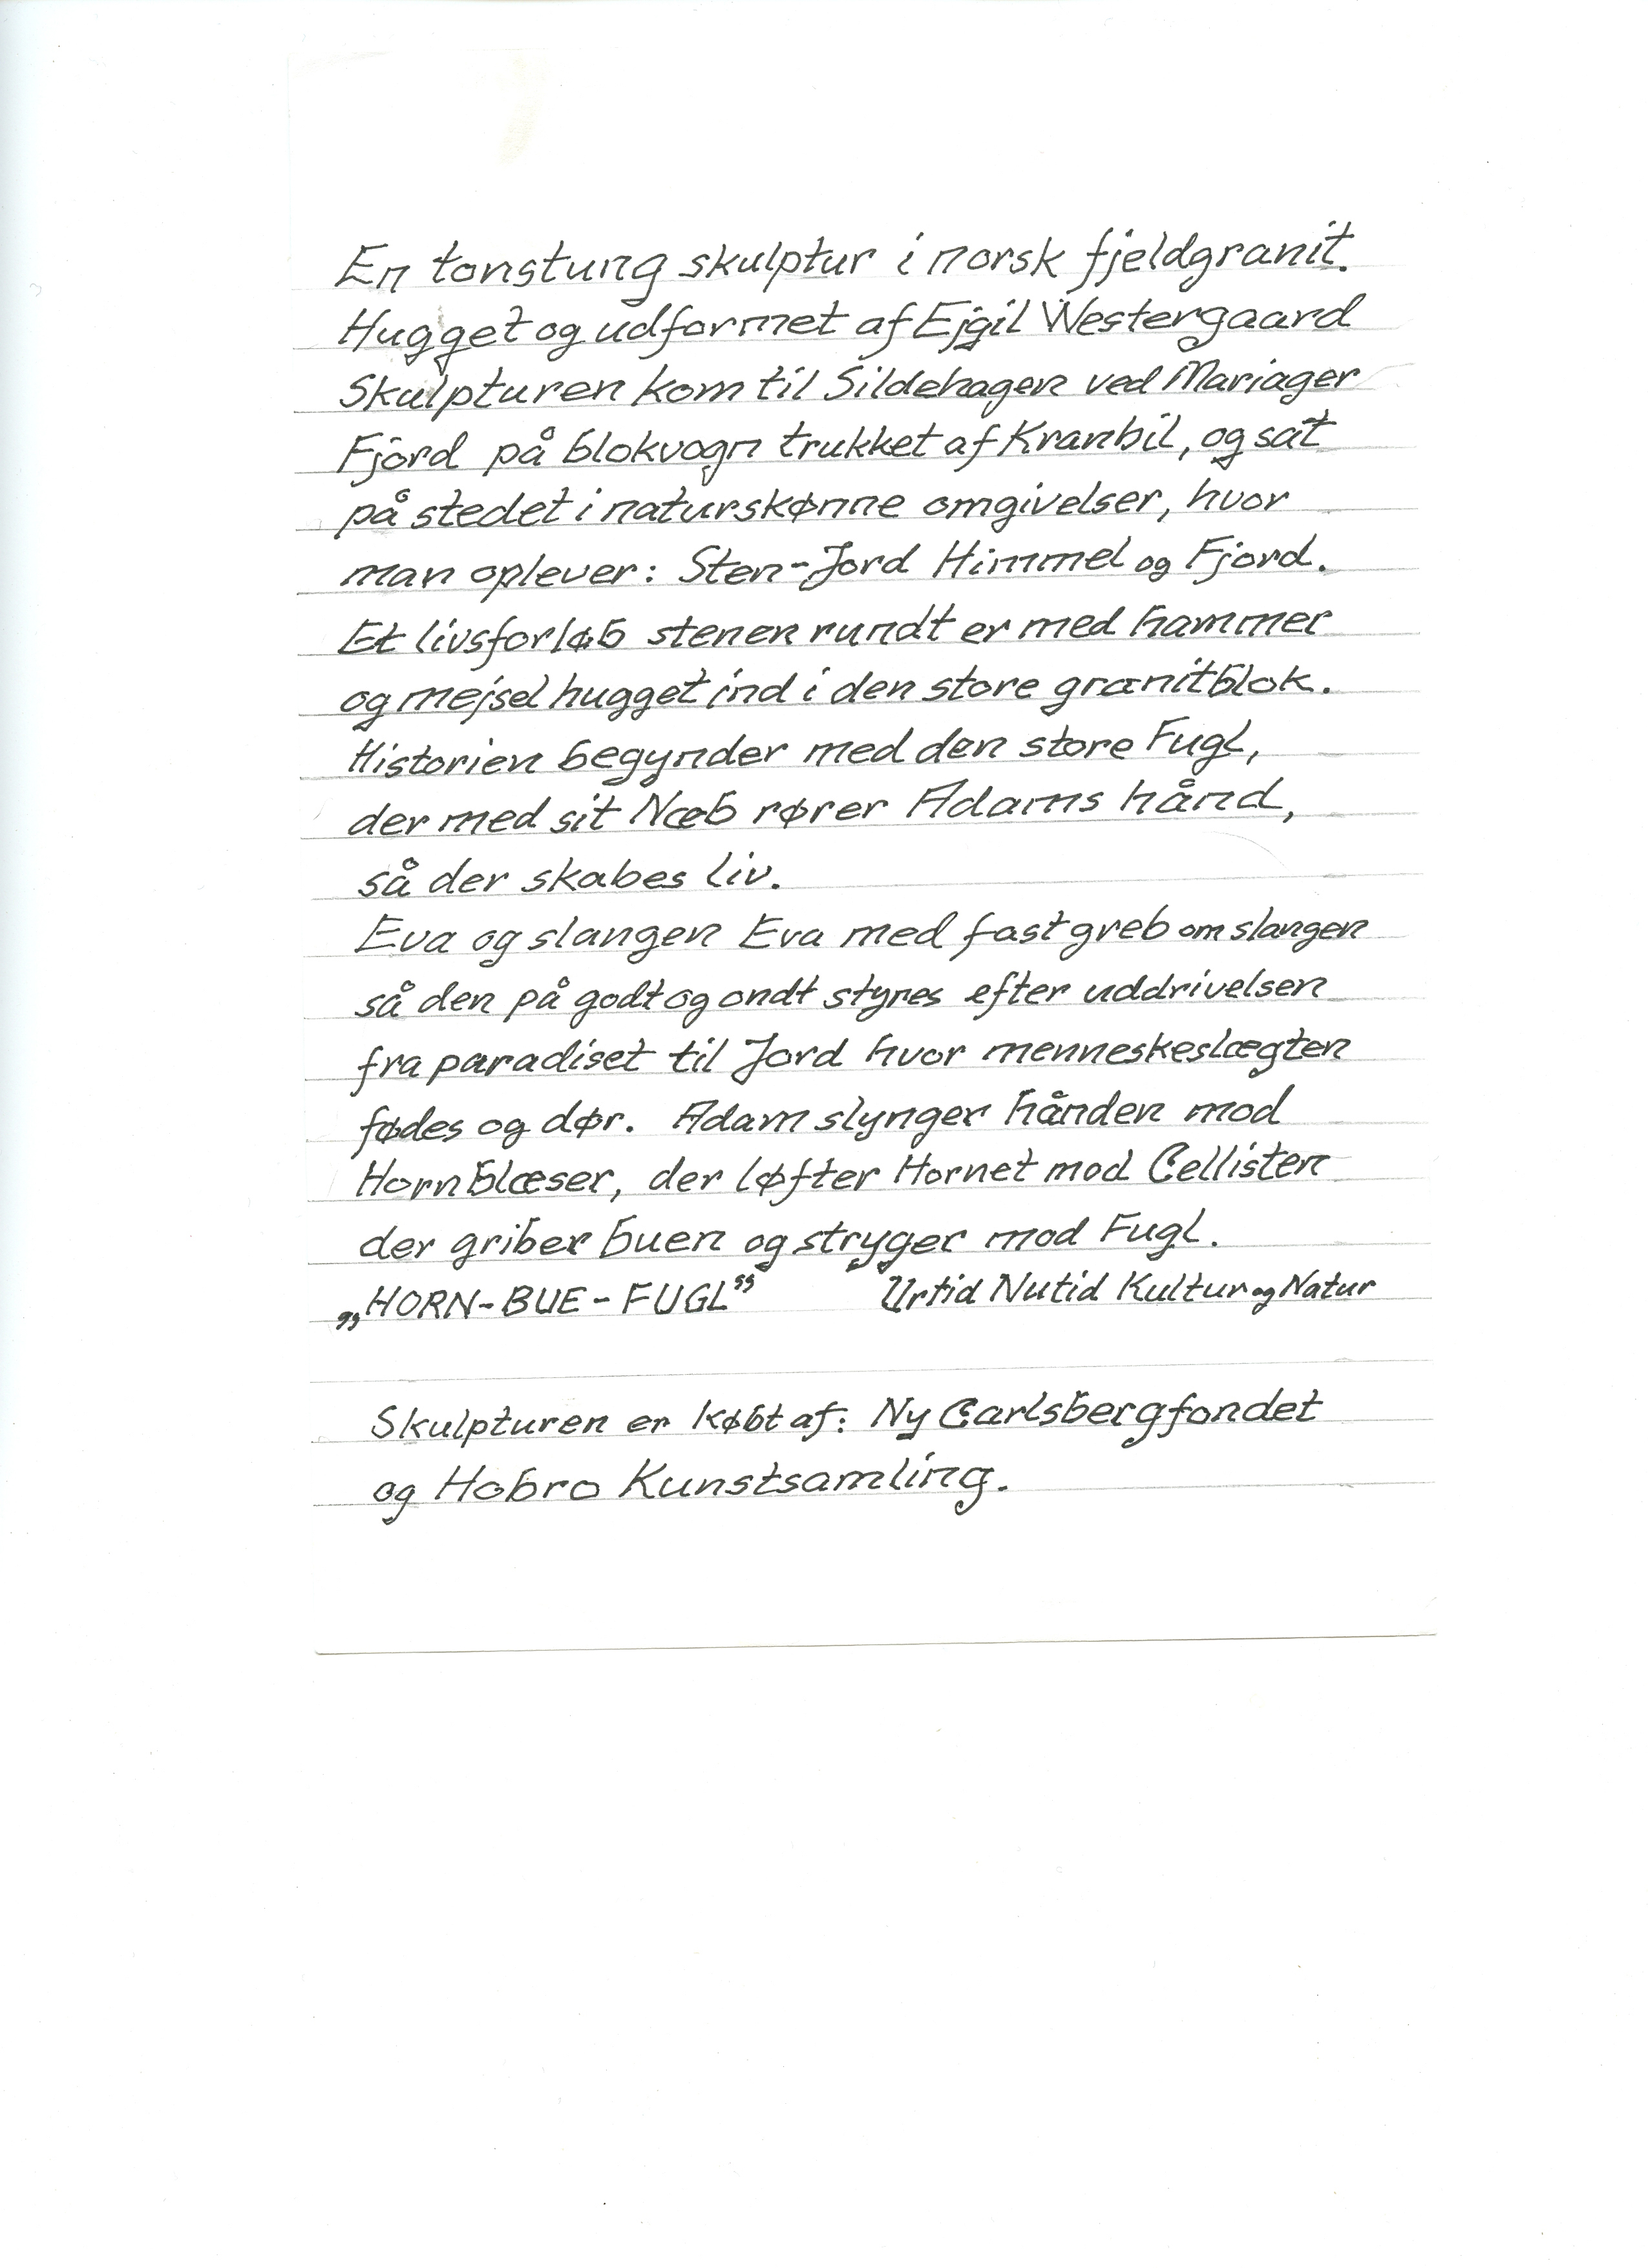 En tonstung skulptur i norsk fjeldgranit.
Hugget og udformet af Ejgil Westergaard
Skulpturen kom til Sildehagen ved Mariager
Fjord på blokvogn trukket af Kranbil, og sat
på stedet i naturskønne omgivelser, hvor
man oplever: Sten-Jord Himmel og Fjord.
Et livsforløb stenen rundt er med hammer
og mejsel hugget ind i den store granitblok.
Historien begynder med den store Fugl,
der med sit Næb rører Adams hånd,
så der skabes liv.
Eva og slangen Eva med fast greb om slangen
så den på godt og ondt styres efter uddrivelsen
fra paradiset til Jord hvor menneskeslægten
fødes og dør. Adam slynger hånden mod
Hornblæser, der løfter Hornet mod Cellisten
der griber buen og stryger mod Fugl.
„HORN-BUE-FUGL” Urtid Nutid Kultur og Natur
Skulpturen er købt af: Ny Carlsbergfondet
og Hobro Kunstsamling.